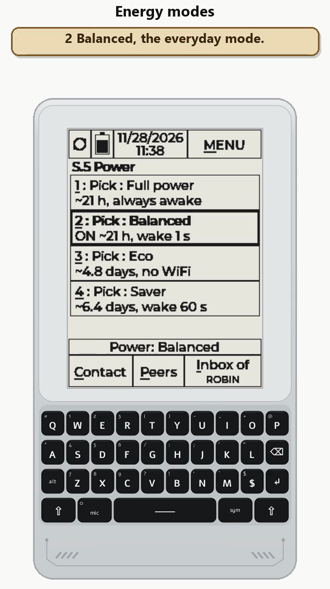 Energy modes
2 Balanced, the everyday mode.
11/28/2026
11:38
MENU
S.5 Power
1 : Pick : Full power
~21 h, always awake
2 : Pick : Balanced
ON ~21 h, wake 1 s
3 : Pick : Eco
~4.8 days, no WiFi
4 : Pick : Saver
~6.4 days, wake 60 s
Power: Balanced
Contact
Peers
Inbox of
ROBIN
Q W E R T Y U I O P
A S D F G H J K L
alt Z X C V B N M $
mic sym